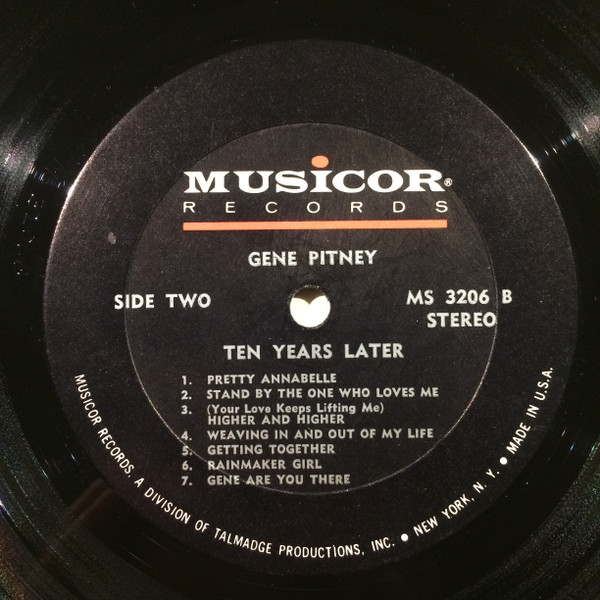 MUSICOR®
RECORDS
GENE PITNEY
SIDE TWO
MS 3206 B
STEREO
TEN YEARS LATER
1. PRETTY ANNABELLE
2. STAND BY THE ONE WHO LOVES ME
3. (Your Love Keeps Lifting Me)
HIGHER AND HIGHER
4. WEAVING IN AND OUT OF MY LIFE
5. GETTING TOGETHER
6. RAINMAKER GIRL
7. GENE ARE YOU THERE
MUSICOR RECORDS, A DIVISION OF TALMADGE PRODUCTIONS, INC. ● NEW YORK, N. Y. ● MADE IN U.S.A.